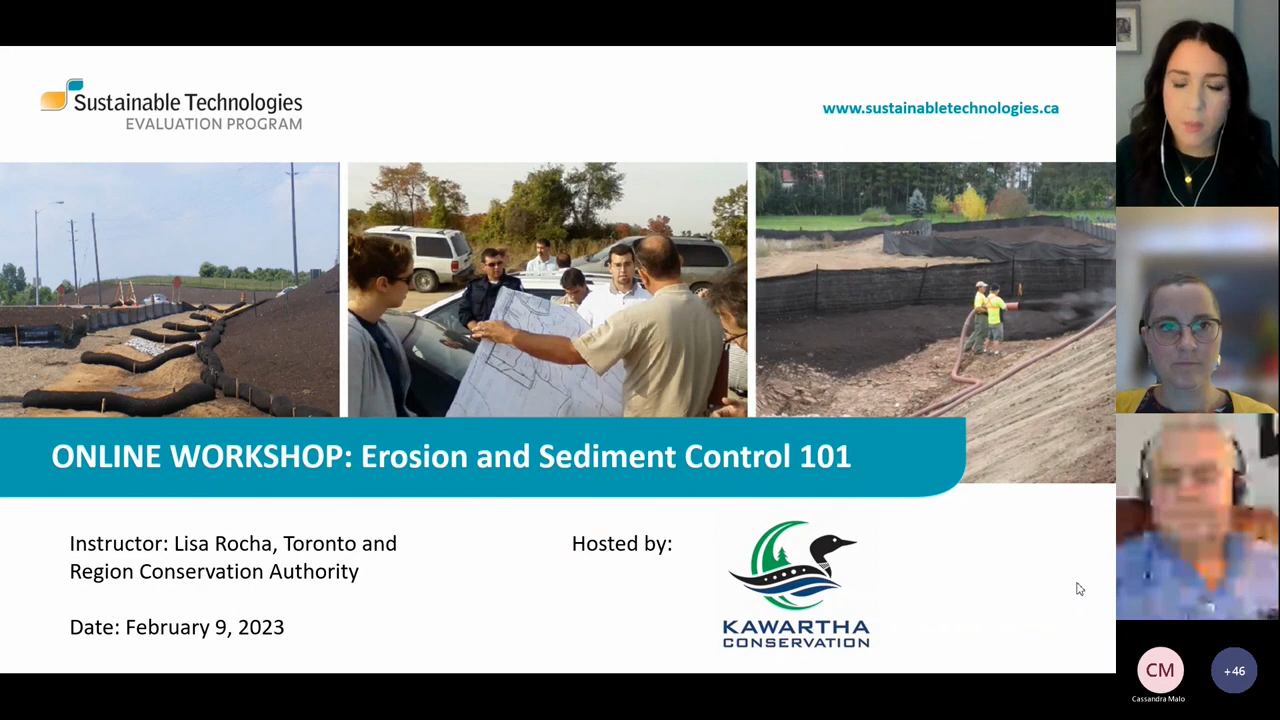 Sustainable Technologies
EVALUATION PROGRAM
www.sustainabletechnologies.ca
ONLINE WORKSHOP: Erosion and Sediment Control 101
Instructor: Lisa Rocha, Toronto and
Region Conservation Authority
Hosted by:
Date: February 9, 2023
KAWARTHA
CONSERVATION
CM
Cassandra Malo
+46